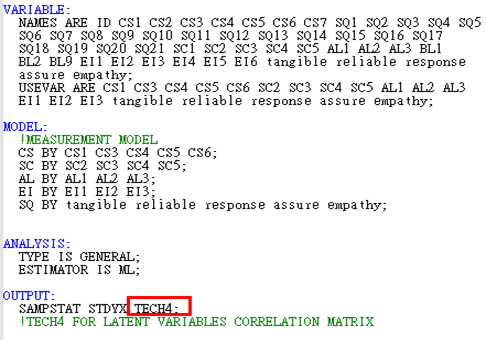 VARIABLE:
NAMES ARE ID CS1 CS2 CS3 CS4 CS5 CS6 CS7 SQ1 SQ2 SQ3 SQ4 SQ5
SQ6 SQ7 SQ8 SQ9 SQ10 SQ11 SQ12 SQ13 SQ14 SQ15 SQ16 SQ17
SQ18 SQ19 SQ20 SQ21 SC1 SC2 SC3 SC4 SC5 AL1 AL2 AL3 BL1
BL2 BL9 EI1 EI2 EI3 EI4 EI5 EI6 tangible reliable response
assure empathy;
USEVAR ARE CS1 CS3 CS4 CS5 CS6 SC2 SC3 SC4 SC5 AL1 AL2 AL3
EI1 EI2 EI3 tangible reliable response assure empathy;
MODEL:
!MEASUREMENT MODEL
CS BY CS1 CS3 CS4 CS5 CS6;
SC BY SC2 SC3 SC4 SC5;
AL BY AL1 AL2 AL3;
EI BY EI1 EI2 EI3;
SQ BY tangible reliable response assure empathy;
ANALYSIS:
TYPE IS GENERAL;
ESTIMATOR IS ML;
OUTPUT:
SAMPSTAT STDYX TECH4;
!TECH4 FOR LATENT VARIABLES CORRELATION MATRIX